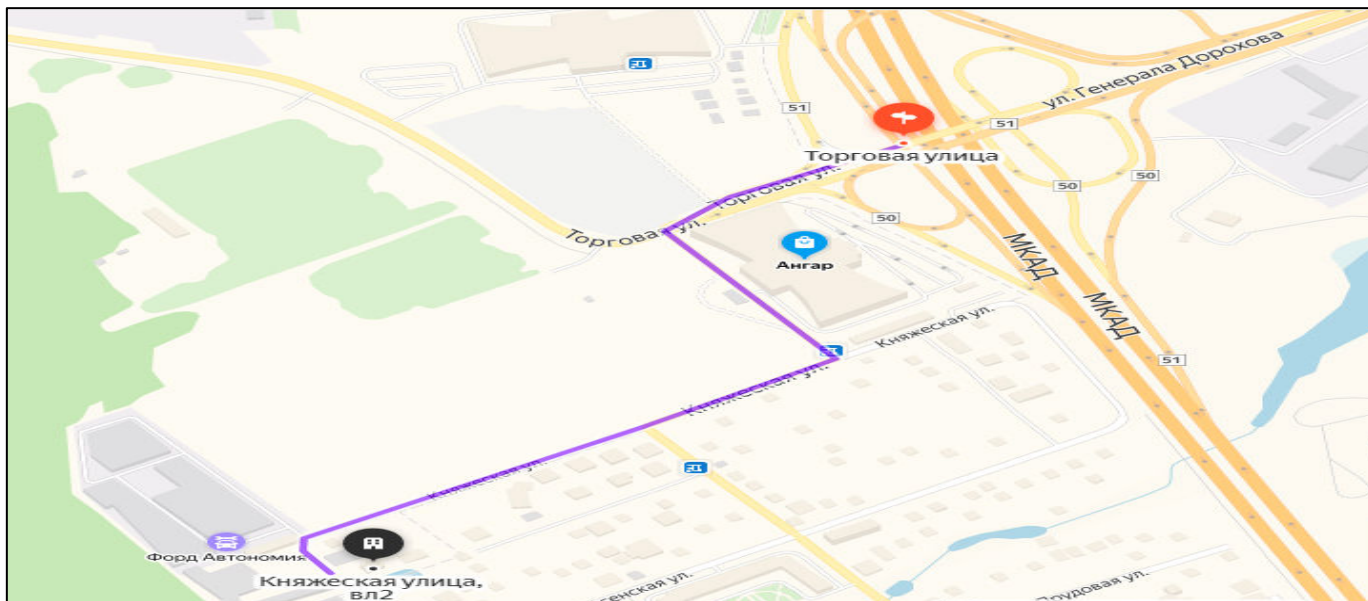 ул. Генерала Дорохова
51
51
Торговая улица
Торговая ул.
50
50
Торговая ул.
Ангар
МКАД
МКАД
Княжеская ул.
51
Княжеская ул.
Княжеская ул.
Форд Автономия
Княжеская улица,
вл2
ул.
Прудовая ул.